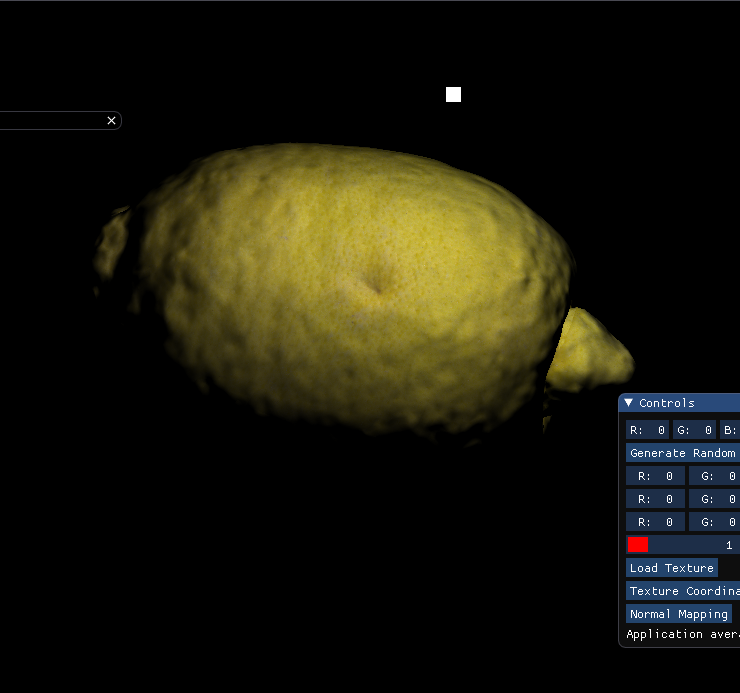 Controls
R: 0 G: 0 B:
Generate Random
R: 0 G: 0
R: 0 G: 0
R: 0 G: 0
1
Load Texture
Texture Coordina
Normal Mapping
Application aver